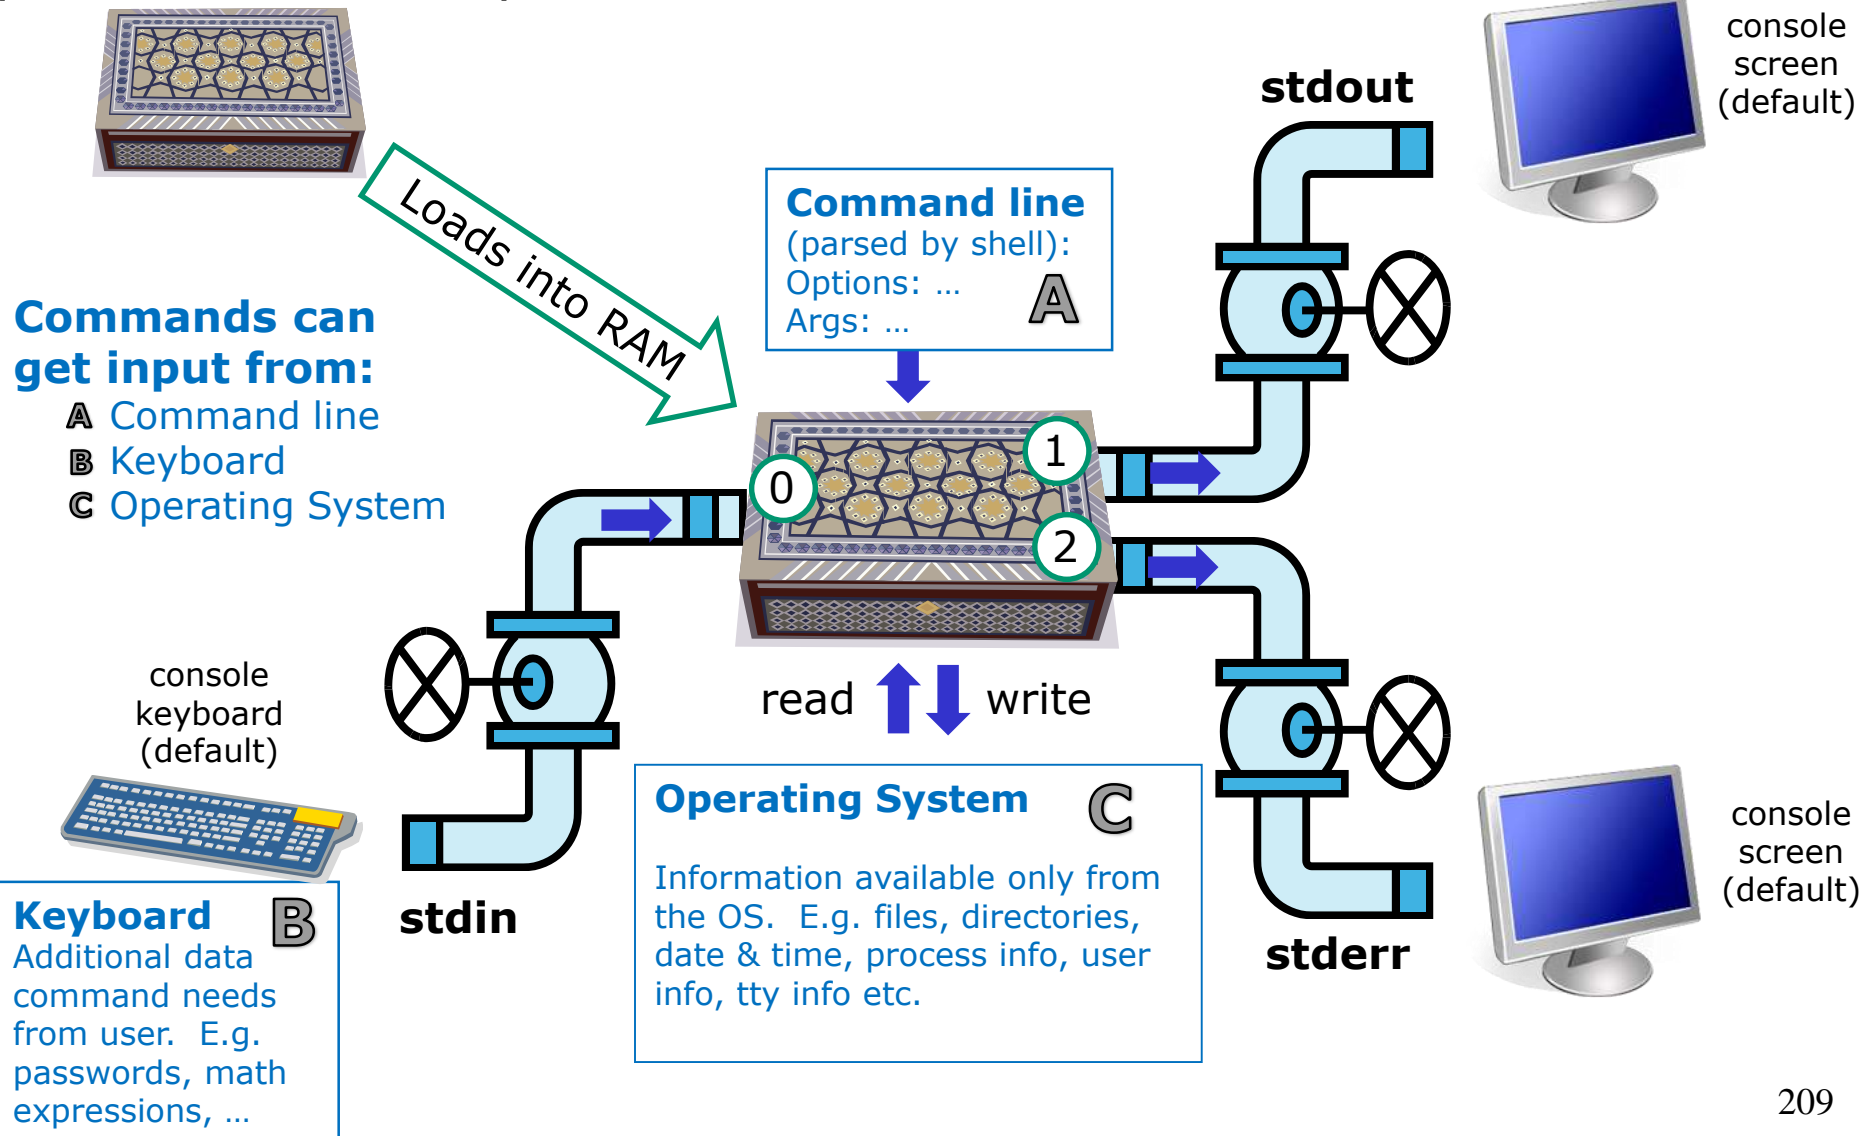 console
screen
(default)
stdout
Loads into RAM
Command line
(parsed by shell):
Options: …
Args: …
A
Commands can
get input from:
A Command line
B Keyboard
C Operating System
0
1
2
read
write
console
keyboard
(default)
stdin
Keyboard
B
Additional data
command needs
from user.  E.g.
passwords, math
expressions, …
Operating System
C
Information available only from
the OS.  E.g. files, directories,
date & time, process info, user
info, tty info etc.
stderr
console
screen
(default)
209